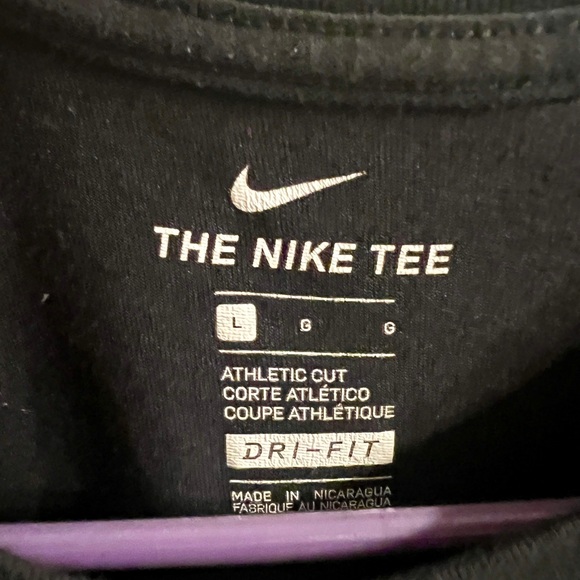 THE NIKE TEE
L G G
ATHLETIC CUT
CORTE ATLÉTICO
COUPE ATHLÉTIQUE
DRI-FIT
MADE IN NICARAGUA
FABRIQUÉ AU NICARAGUA